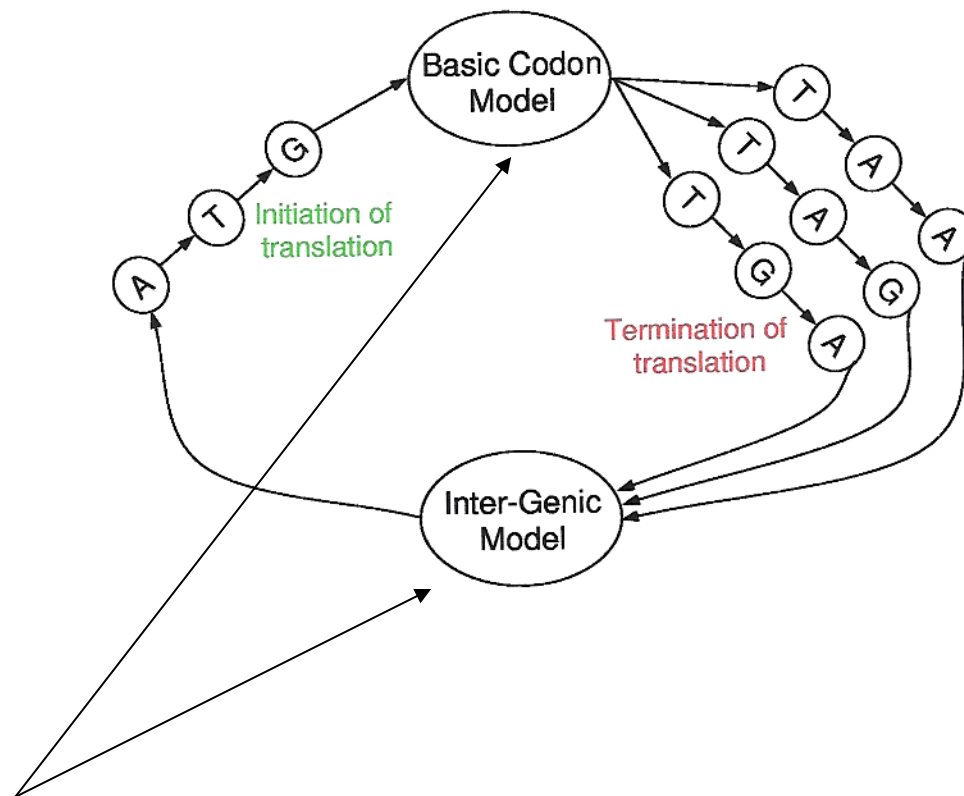 Basic Codon
Model
A
T
G
Initiation of
translation
T
A
A
T
A
G
T
G
A
Termination of
translation
Inter-Genic
Model